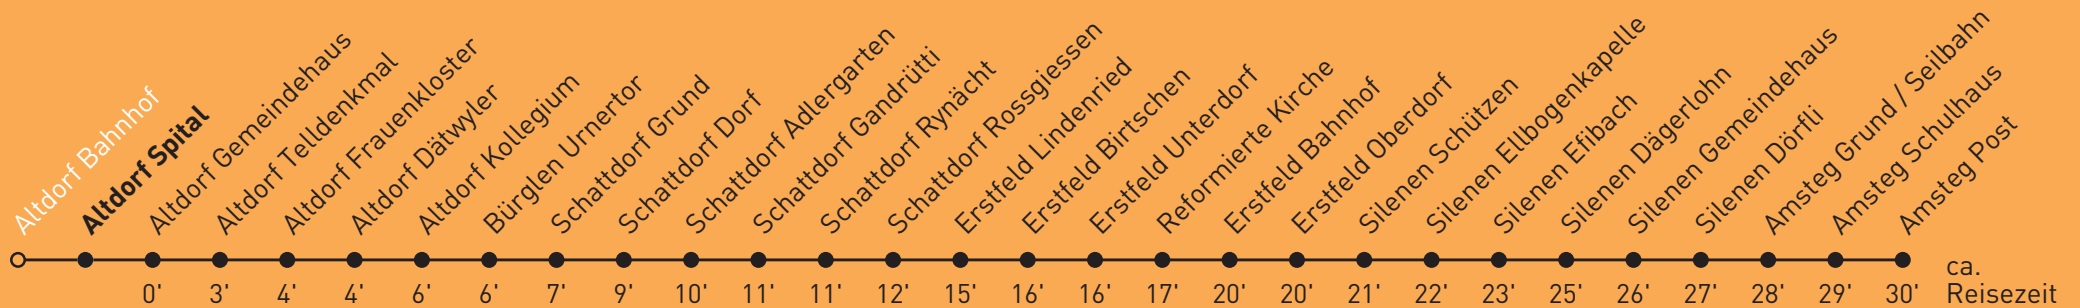 Altdorf Bahnhof
Altdorf Spital
Altdorf Gemeindehaus
Altdorf Telldenkmal
Altdorf Frauenkloster
Altdorf Dätwyler
Altdorf Kollegium
Bürglen Urnertor
Schattdorf Grund
Schattdorf Dorf
Schattdorf Adlergarten
Schattdorf Gandrütti
Schattdorf Rynächt
Schattdorf Rossgiessen
Erstfeld Lindenried
Erstfeld Birtschen
Erstfeld Unterdorf
Reformierte Kirche
Erstfeld Bahnhof
Erstfeld Oberdorf
Silenen Schützen
Silenen Ellbogenkapelle
Silenen Efibach
Silenen Dägerlohn
Silenen Gemeindehaus
Silenen Dörfli
Amsteg Grund / Seilbahn
Amsteg Schulhaus
Amsteg Post
0' 3' 4' 4' 6' 6' 7' 9' 10' 11' 11' 12' 15' 16' 16' 17' 20' 20' 21' 22' 23' 25' 26' 27' 28' 29' 30'
ca.
Reisezeit